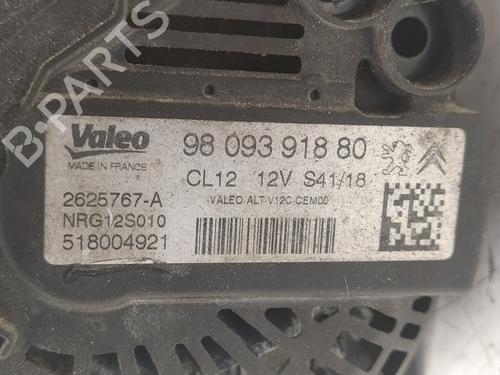 B-PARTS
Valeo
MADE IN FRANCE
98 093 918 80
CL12 12V S41/18
VALEO-ALT-V12C-CEM00
2625767-A
NRG12S010
518004921